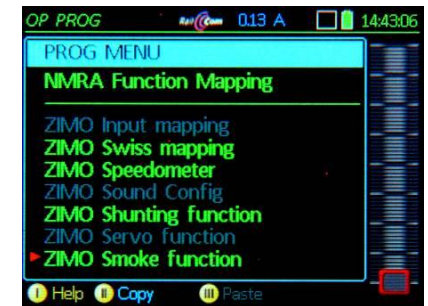 OP PROG RailCom 0.13 A 14:43:06
PROG MENU
NMRA Function Mapping
ZIMO Input mapping
ZIMO Swiss mapping
ZIMO Speedometer
ZIMO Sound Config
ZIMO Shunting function
ZIMO Servo function
ZIMO Smoke function
I Help II Copy III Paste